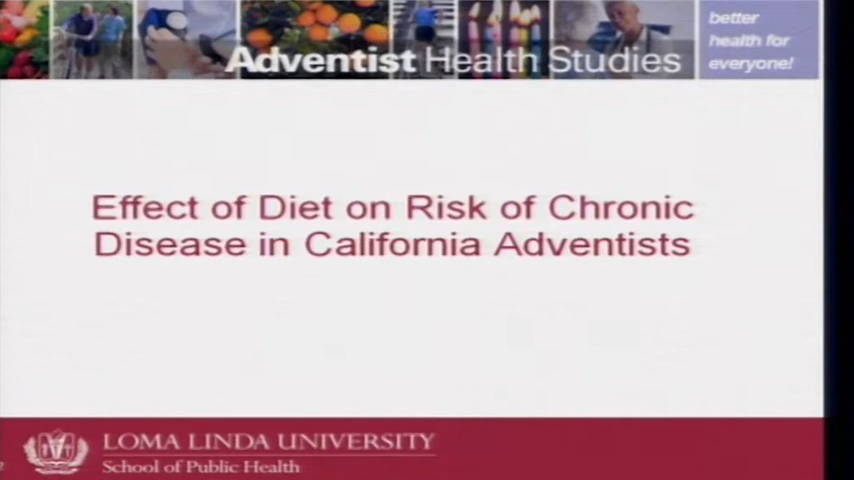 Adventist Health Studies
better
health for
everyone!
Effect of Diet on Risk of Chronic
Disease in California Adventists
2
LOMA LINDA UNIVERSITY
School of Public Health